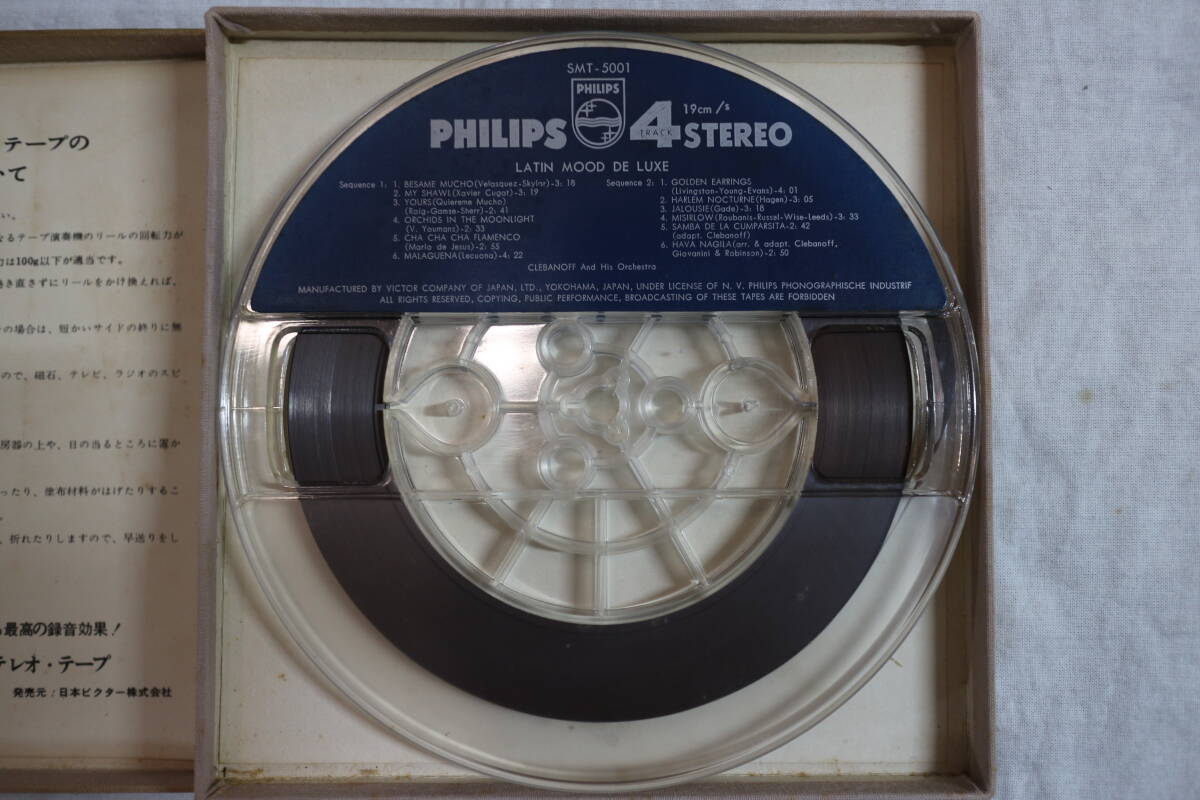 テープの
いて
い。
なるテープ演奏機のリールの回転力が
力は100g以下が適当です。
巻き直さずにリールをかけ換えれば、
の場合は、短かいサイドの終りに無
ので、磁石、テレビ、ラジオのスピ
房器の上や、日の当るところに置か
ったり、塗布材料がはげたりするこ
、折れたりしますので、早送りをし
最高の録音効果！
テレオ・テープ
発売元：日本ビクター株式会社
SMT-5001
PHILIPS
PHILIPS 4 TRACK STEREO
19cm/s
LATIN MOOD DE LUXE
Sequence 1: 1. BESAME MUCHO(Velasquez-Skylar)-3: 18
2. MY SHAWL(Xavier Cugat)-3: 19
3. YOURS(Quiereme Mucho)
(Roig-Gamse-Sherr)-2: 41
4. ORCHIDS IN THE MOONLIGHT
(V. Youmans)-2: 33
5. CHA CHA CHA FLAMENCO
(Mario de Jesus)-2: 55
6. MALAGUENA(Lecuona)-4: 22
Sequence 2: 1. GOLDEN EARRINGS
(Livingston-Young-Evans)-4: 01
2. HARLEM NOCTURNE(Hagen)-3: 05
3. JALOUSIE(Gade)-3: 18
4. MISIRLOW(Roubanis-Russel-Wise-Leeds)-3: 33
5. SAMBA DE LA CUMPARSITA-2: 42
(adapt. Clebanoff)
6. HAVA NAGILA(arr. & adapt. Clebanoff,
Giovanini & Robinson)-2: 50
CLEBANOFF And His Orchestra
MANUFACTURED BY VICTOR COMPANY OF JAPAN, LTD., YOKOHAMA, JAPAN, UNDER LICENSE OF N. V. PHILIPS PHONOGRAPHISCHE INDUSTRIF
ALL RIGHTS RESERVED, COPYING, PUBLIC PERFORMANCE, BROADCASTING OF THESE TAPES ARE FORBIDDEN